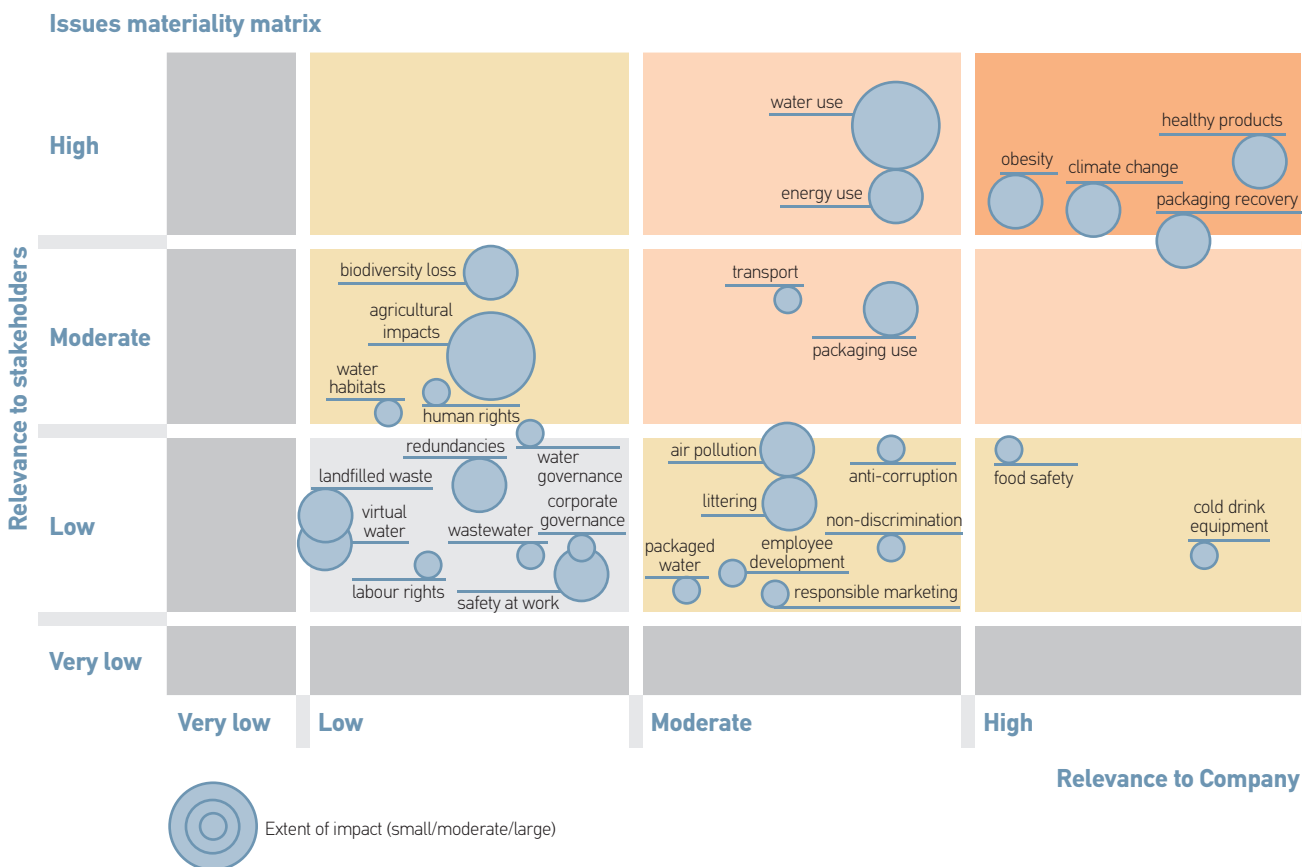 Issues materiality matrix
Relevance to stakeholders
High
water use
energy use
healthy products
obesity
climate change
packaging recovery
Moderate
biodiversity loss
agricultural
impacts
water
habitats
human rights
transport
packaging use
Low
redundancies
water
governance
landfilled waste
virtual
water
wastewater
corporate
governance
labour rights
safety at work
air pollution
anti-corruption
littering
non-discrimination
packaged
water
employee
development
responsible marketing
food safety
cold drink
equipment
Very low
Very low
Low
Moderate
High
Relevance to Company
Extent of impact (small/moderate/large)